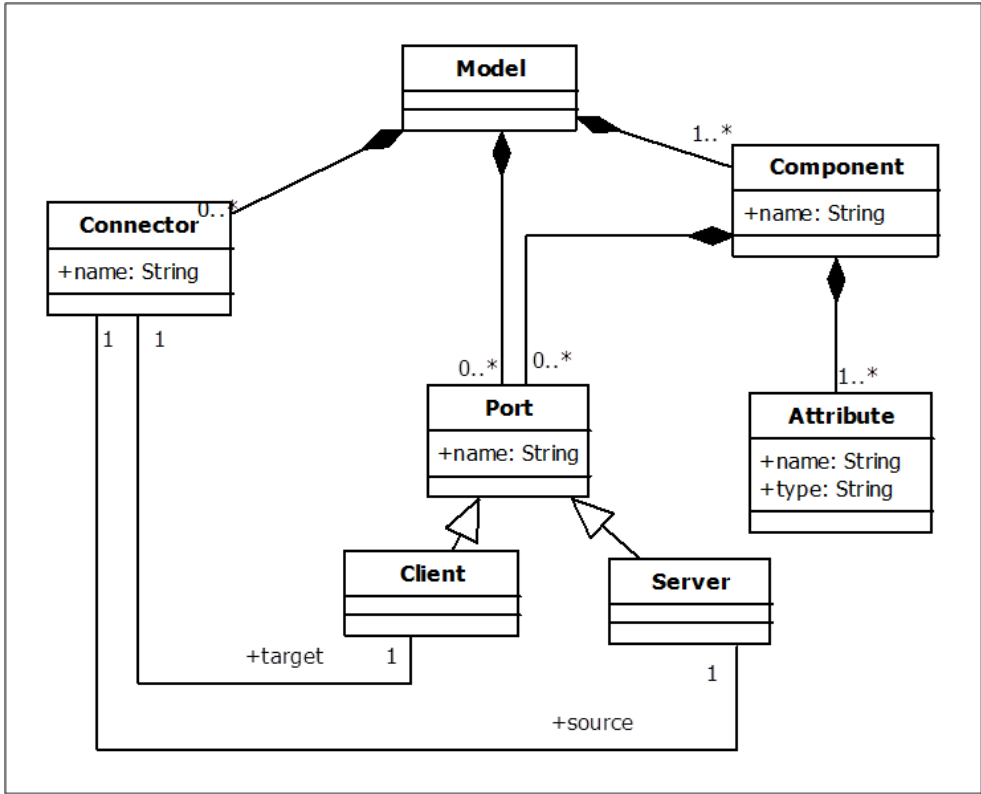 Model
1..*
Component
+name: String
0..*
Connector
+name: String
1
1
0..*
0..*
1..*
Port
+name: String
Attribute
+name: String
+type: String
Client
Server
+target
1
1
+source